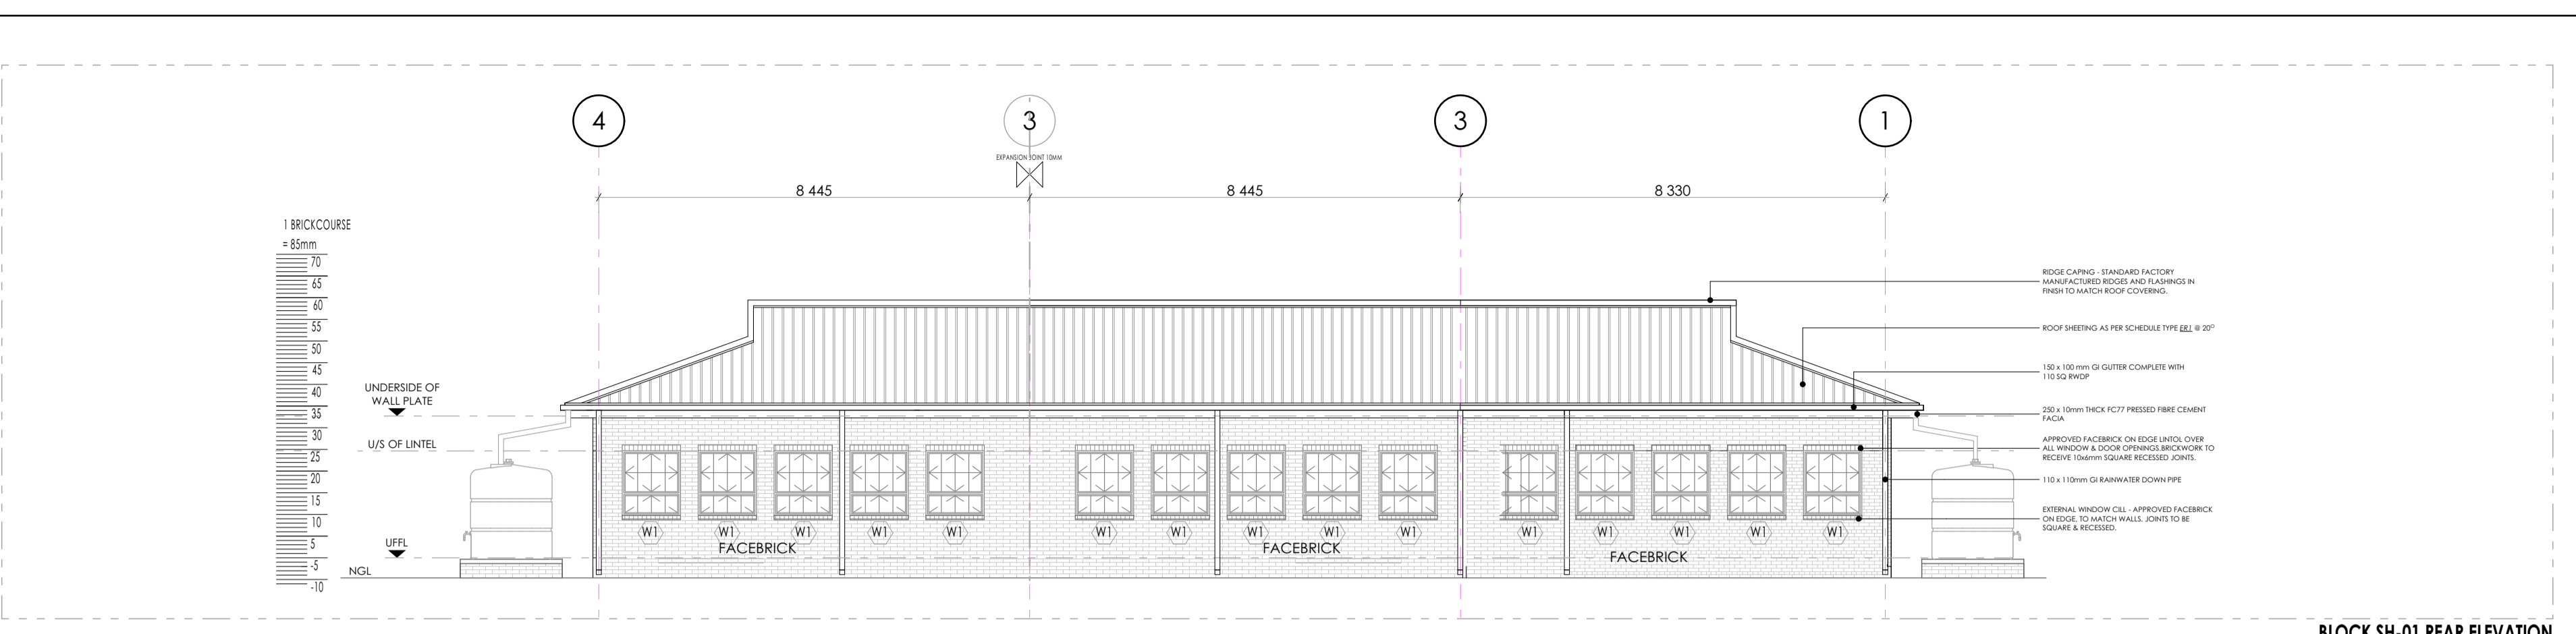 4
3
3
1
EXPANSION JOINT 10MM
8 445
8 445
8 330
1 BRICKCOURSE
= 85mm
70
65
60
55
50
45
40
35
30
25
20
15
10
5
-5
-10
UNDERSIDE OF
WALL PLATE
U/S OF LINTEL
UFFL
NGL
W1 W1 W1 W1 W1 W1 W1 W1 W1 W1 W1 W1 W1 W1 W1
FACEBRICK
FACEBRICK
FACEBRICK
RIDGE CAPING - STANDARD FACTORY
MANUFACTURED RIDGES AND FLASHINGS IN
FINISH TO MATCH ROOF COVERING.
ROOF SHEETING AS PER SCHEDULE TYPE ER1 @ 20°
150 x 100 mm GI GUTTER COMPLETE WITH
110 SQ RWDP
250 x 10mm THICK FC77 PRESSED FIBRE CEMENT
FACIA
APPROVED FACEBRICK ON EDGE LINTOL OVER
ALL WINDOW & DOOR OPENINGS.BRICKWORK TO
RECEIVE 10x6mm SQUARE RECESSED JOINTS.
110 x 110mm GI RAINWATER DOWN PIPE
EXTERNAL WINDOW CILL - APPROVED FACEBRICK
ON EDGE, TO MATCH WALLS. JOINTS TO BE
SQUARE & RECESSED.
BLOCK SH-01 REAR ELEVATION